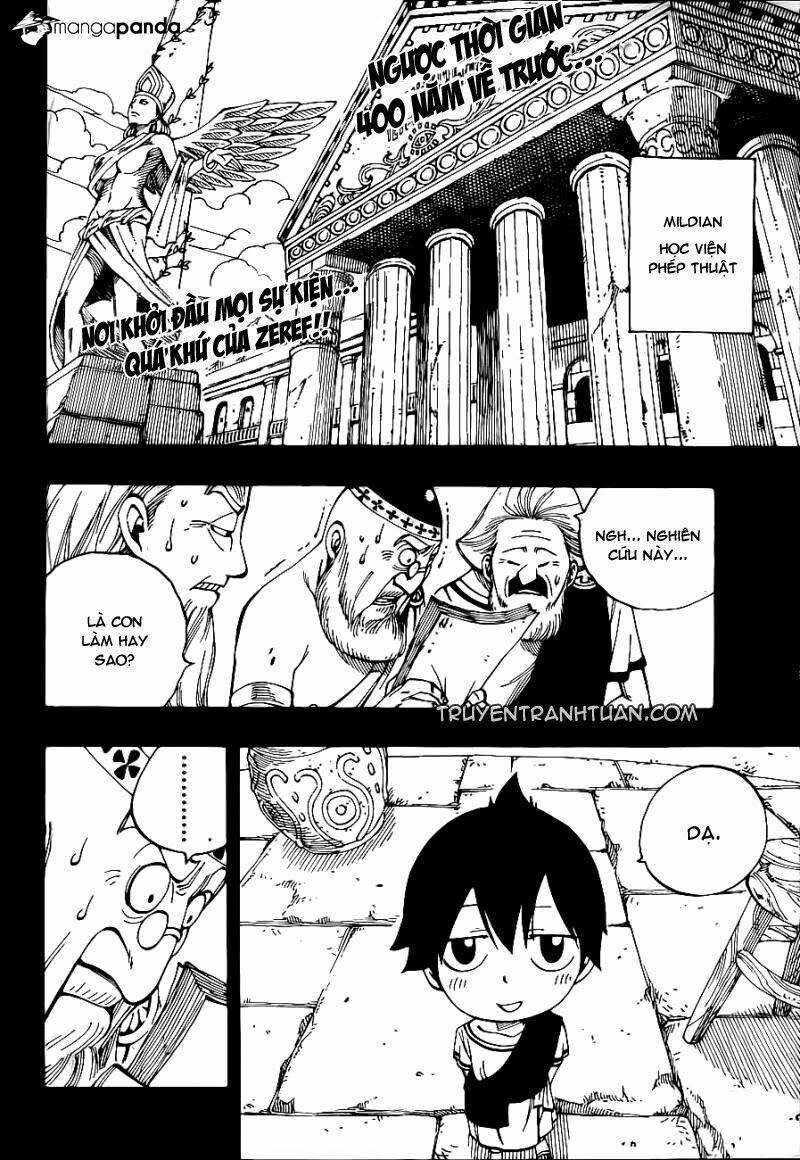 mangapanda
NGƯỢC THỜI GIAN
400 NĂM VỀ TRƯỚC...
MILDIAN
HỌC VIỆN
PHÉP THUẬT
NƠI KHỞI ĐẦU MỌI SỰ KIỆN...
QUÁ KHỨ CỦA ZEREF!!
NGH... NGHIÊN
CỨU NÀY...
LÀ CON
LÀM HAY
SAO?
TRUYENTRANHTUAN.COM
........
DẠ.